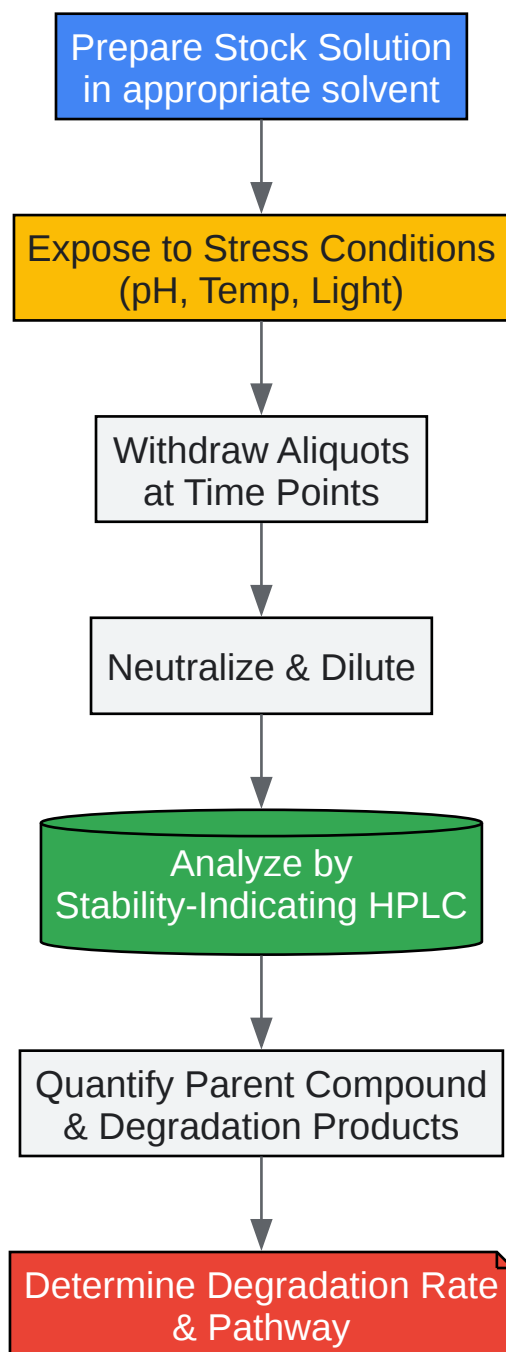 Prepare Stock Solution
in appropriate solvent
Expose to Stress Conditions
(pH, Temp, Light)
Withdraw Aliquots
at Time Points
Neutralize & Dilute
Analyze by
Stability-Indicating HPLC
Quantify Parent Compound
& Degradation Products
Determine Degradation Rate
& Pathway